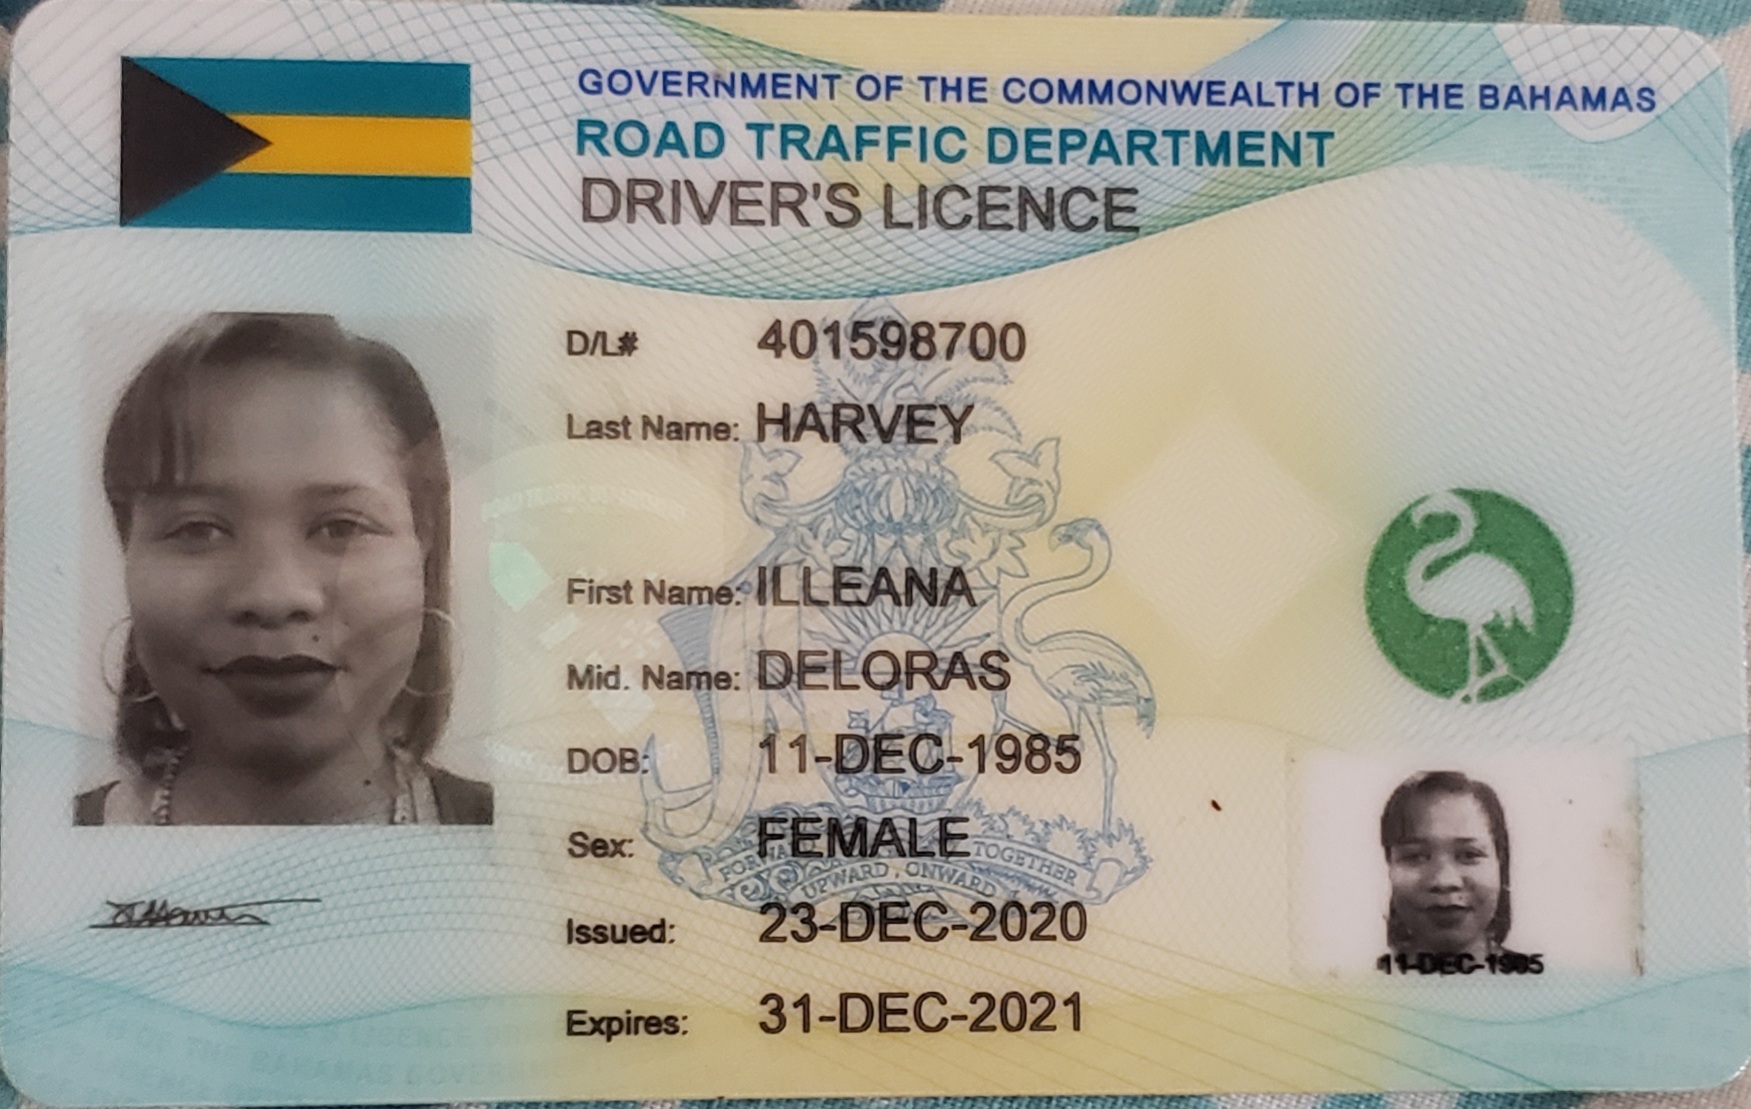 GOVERNMENT OF THE COMMONWEALTH OF THE BAHAMAS
ROAD TRAFFIC DEPARTMENT
DRIVER'S LICENCE
D/L# 401598700
Last Name: HARVEY
First Name: ILLEANA
Mid. Name: DELORAS
DOB: 11-DEC-1985
Sex: FEMALE
FORWARD UPWARD, ONWARD TOGETHER
Issued: 23-DEC-2020
Expires: 31-DEC-2021
11-DEC-1985